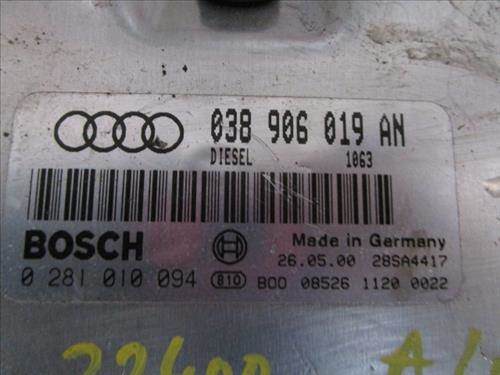 038 906 019 AN
DIESEL 1063
BOSCH Made in Germany
26.05.00 28SA4417
0 281 010 094 810 B00 08526 1120 0022